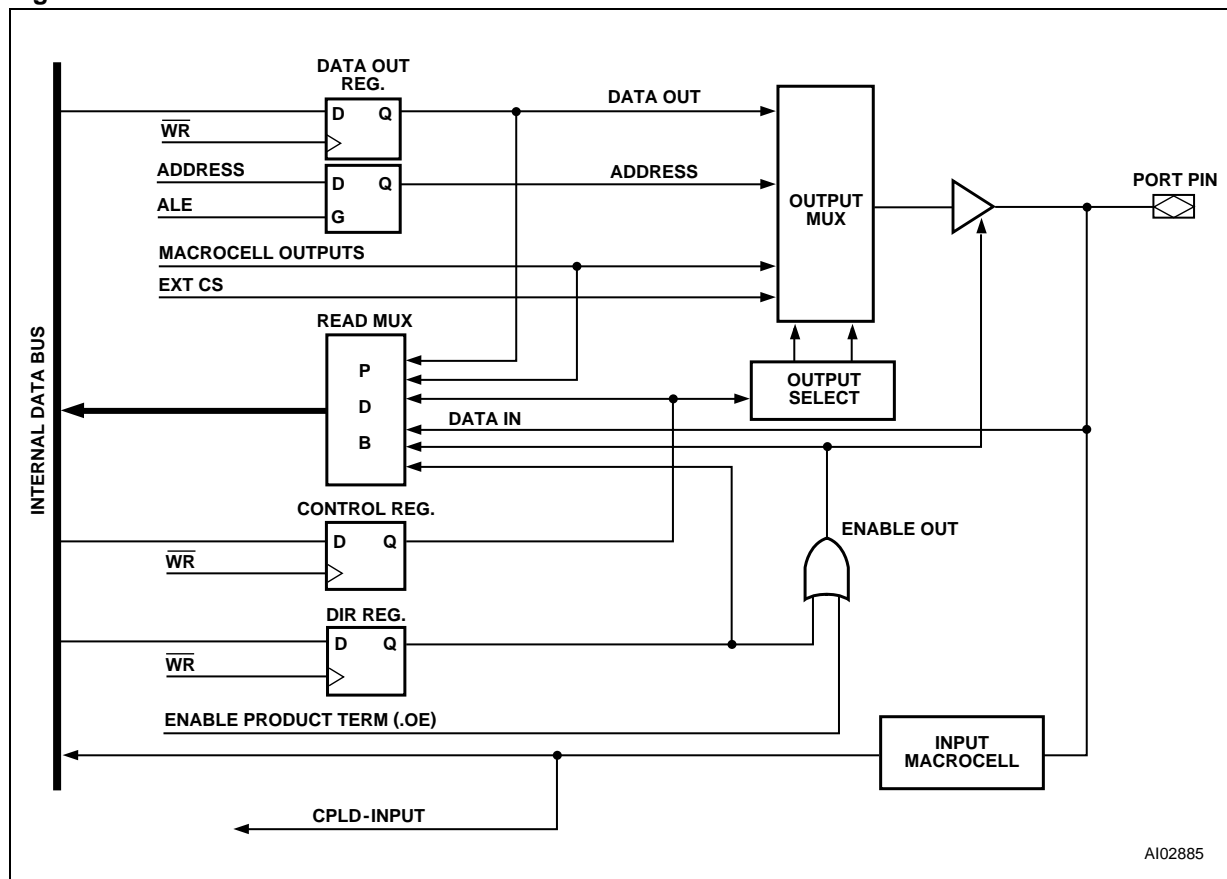 DATA OUT
REG.
D Q
WR
DATA OUT
ADDRESS
D Q
ADDRESS
ALE
G
OUTPUT
MUX
PORT PIN
MACROCELL OUTPUTS
EXT CS
READ MUX
P
D
B
OUTPUT
SELECT
DATA IN
INTERNAL DATA BUS
CONTROL REG.
D Q
WR
ENABLE OUT
DIR REG.
D Q
WR
ENABLE PRODUCT TERM (.OE)
INPUT
MACROCELL
CPLD-INPUT
AI02885